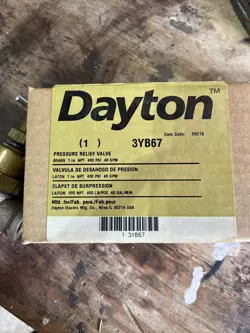 Dayton™
Date Code: 09276
(1) 3YB67
PRESSURE RELIEF VALVE
BRASS 1 in. NPT 400 PSI 40 GPM
VALVULA DE DESAHOGO DE PRESION
LATON 1 in. NPT 400 PSI 40 GPM
CLAPET DE SURPRESSION
LAITON 1PO NPT 400 LB/PO2 40 GAL/MIN
Mfd. for/Fab. para/Fab.pour
Dayton Electric Mfg. Co., Niles IL 60714 USA
1 3YB67